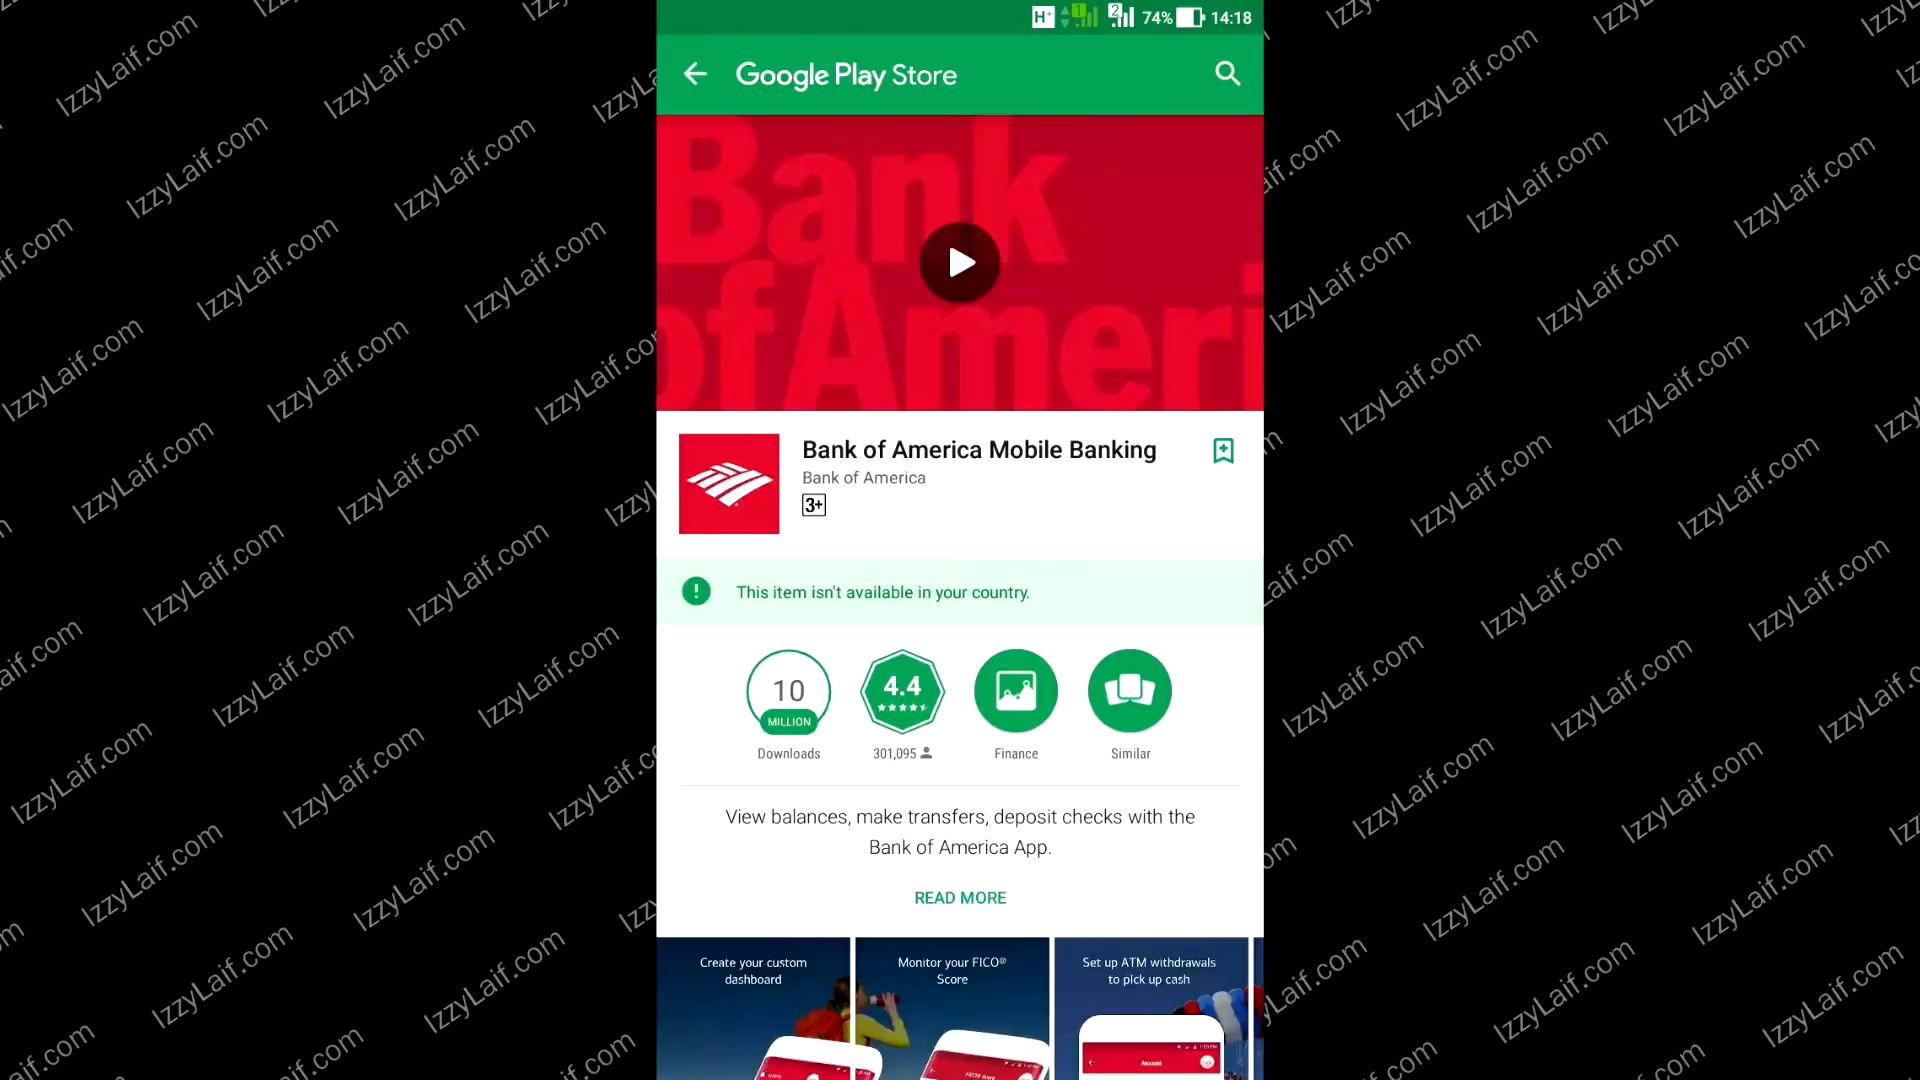 H+
1
2
74%
14:18
Google Play Store
Bank
of Ameri
Bank of America Mobile Banking
Bank of America
3+
This item isn't available in your country.
10
MILLION
4.4
Downloads
301,095
Finance
Similar
View balances, make transfers, deposit checks with the
Bank of America App.
READ MORE
Create your custom
dashboard
Monitor your FICO®
Score
Set up ATM withdrawals
to pick up cash
IzzyLaif.com